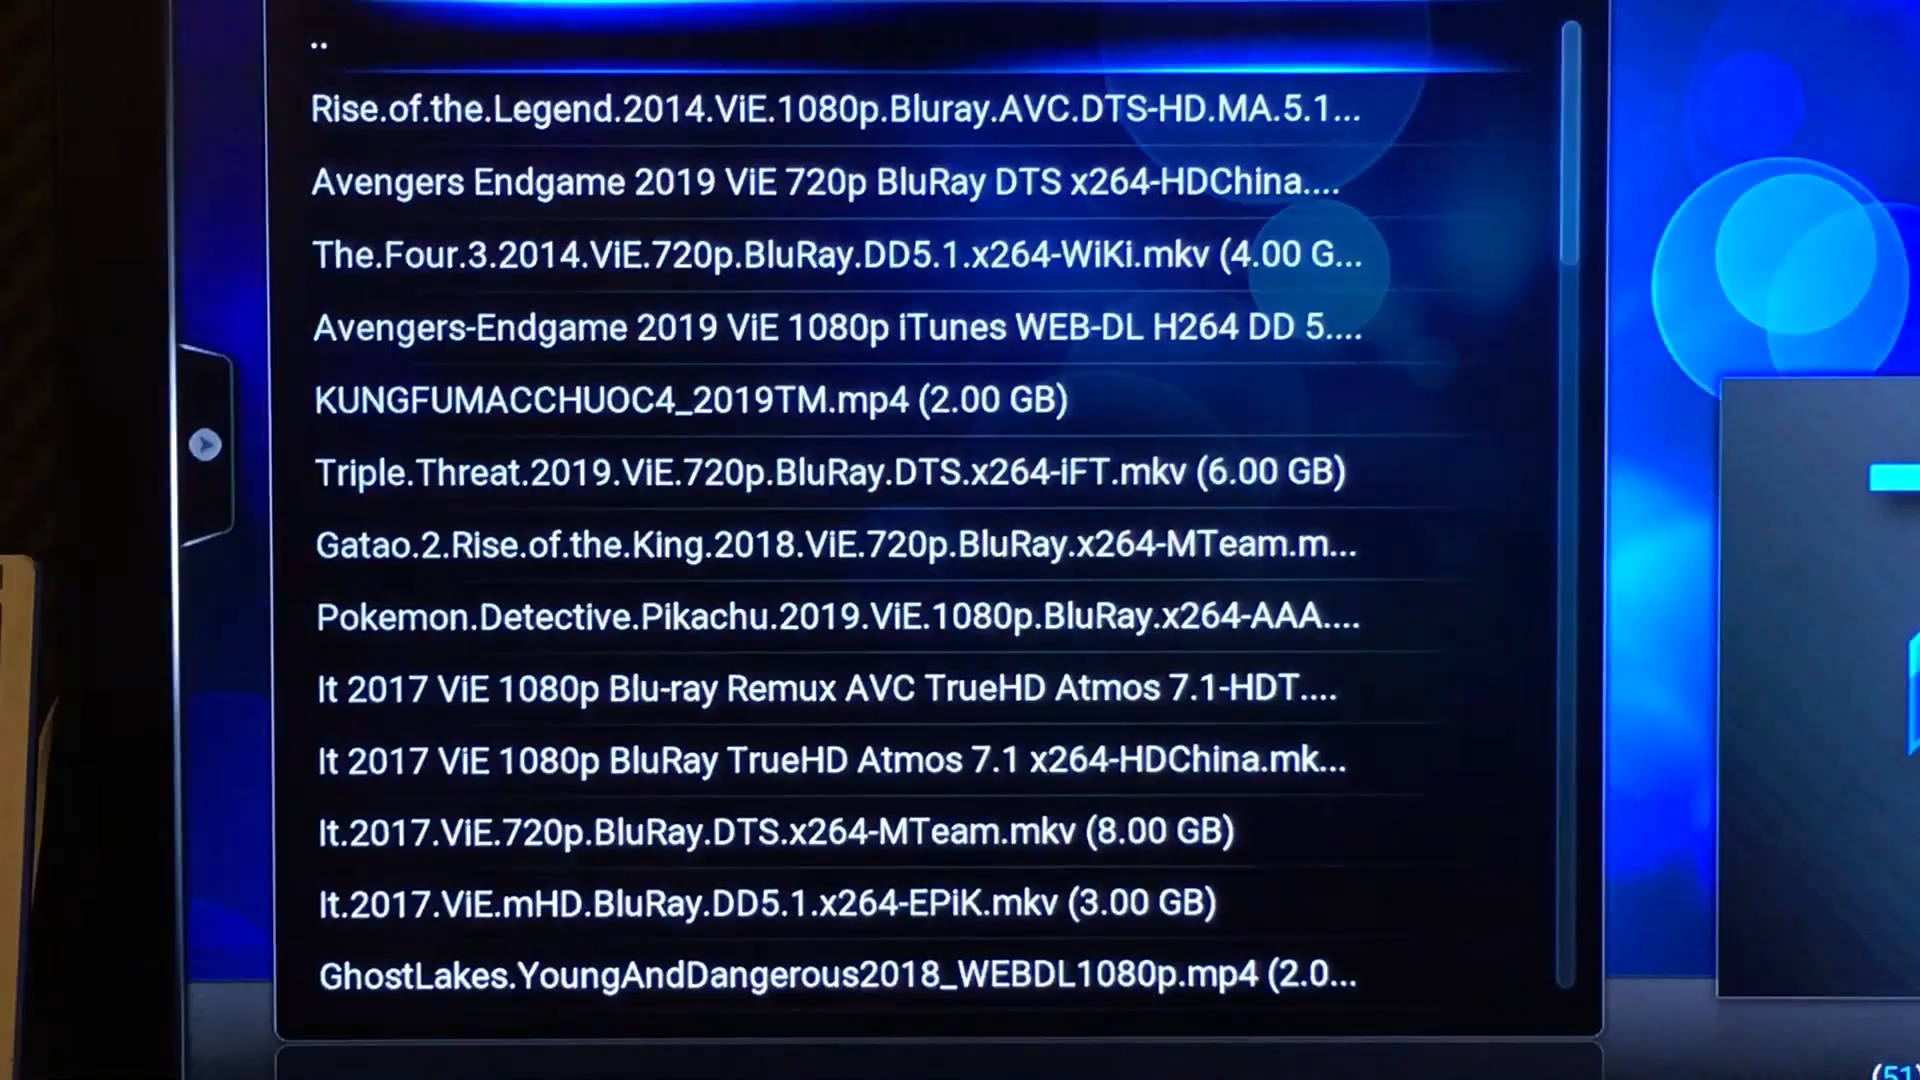 ..
Rise.of.the.Legend.2014.ViE.1080p.Bluray.AVC.DTS-HD.MA.5.1...
Avengers Endgame 2019 ViE 720p BluRay DTS x264-HDChina....
The.Four.3.2014.ViE.720p.BluRay.DD5.1.x264-WiKi.mkv (4.00 G...
Avengers-Endgame 2019 ViE 1080p iTunes WEB-DL H264 DD 5....
KUNGFUMACCHUOC4_2019TM.mp4 (2.00 GB)
Triple.Threat.2019.ViE.720p.BluRay.DTS.x264-iFT.mkv (6.00 GB)
Gatao.2.Rise.of.the.King.2018.ViE.720p.BluRay.x264-MTeam.m...
Pokemon.Detective.Pikachu.2019.ViE.1080p.BluRay.x264-AAA....
It 2017 ViE 1080p Blu-ray Remux AVC TrueHD Atmos 7.1-HDT....
It 2017 ViE 1080p BluRay TrueHD Atmos 7.1 x264-HDChina.mk...
It.2017.ViE.720p.BluRay.DTS.x264-MTeam.mkv (8.00 GB)
It.2017.ViE.mHD.BluRay.DD5.1.x264-EPiK.mkv (3.00 GB)
GhostLakes.YoungAndDangerous2018_WEBDL1080p.mp4 (2.0...
(51)